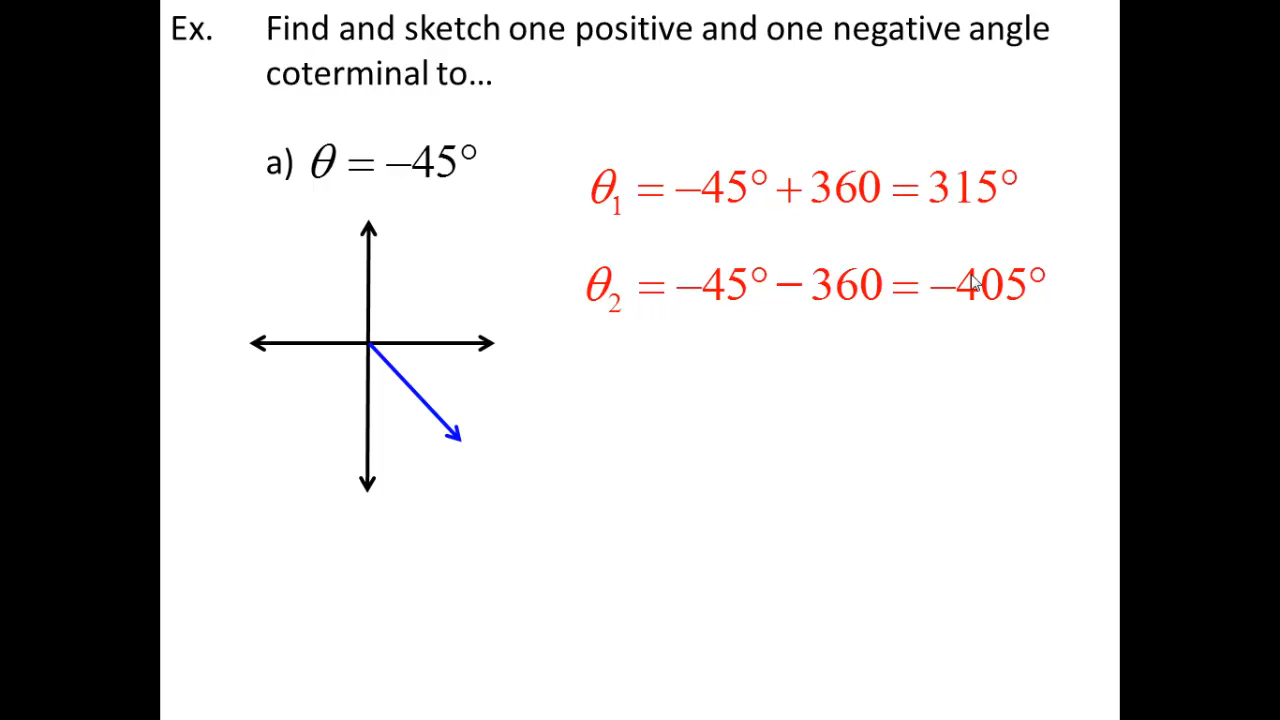 Ex. Find and sketch one positive and one negative angle
coterminal to…
a) θ = –45°
θ₁ = –45° + 360 = 315°
θ₂ = –45° – 360 = –405°